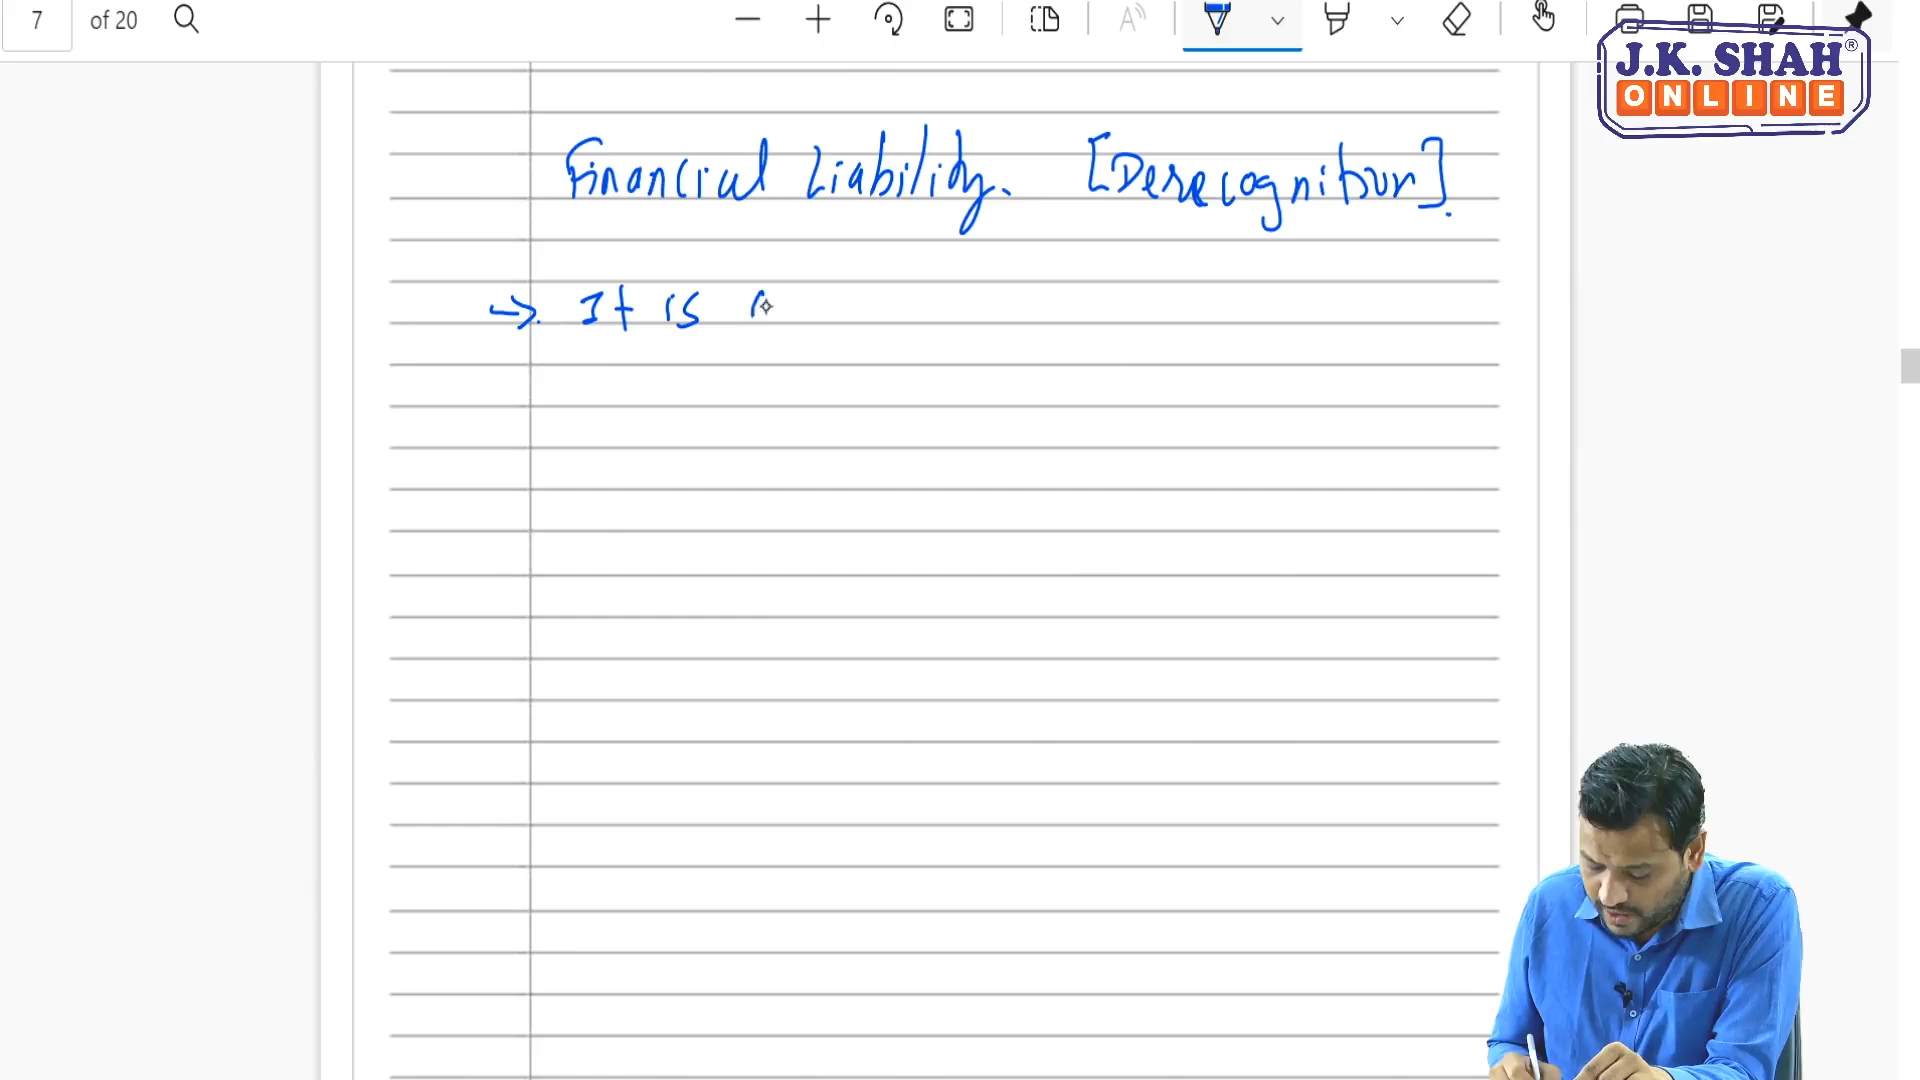 7 of 20
J.K. SHAH®
ONLINE
Financial Liability. [Derecognition].
→ It is